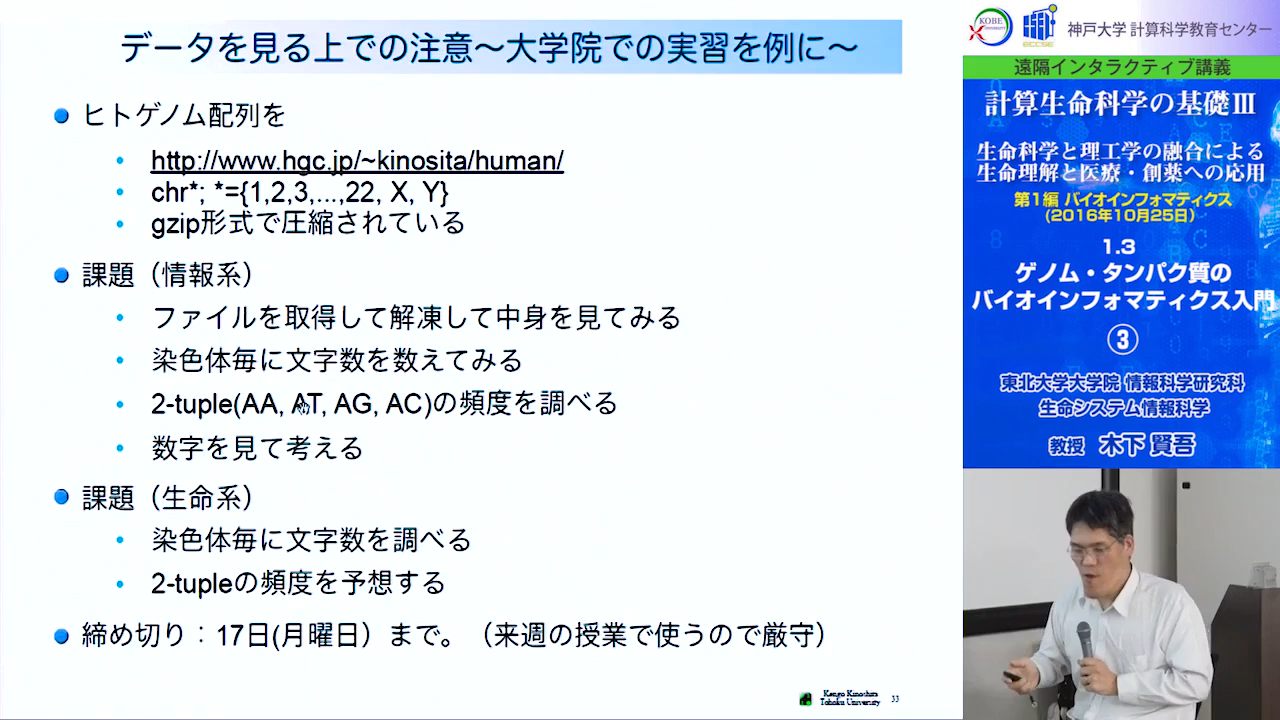 データを見る上での注意〜大学院での実習を例に〜
ヒトゲノム配列を
http://www.hgc.jp/~kinosita/human/
chr*; *={1,2,3,...,22, X, Y}
gzip形式で圧縮されている
課題（情報系）
ファイルを取得して解凍して中身を見てみる
染色体毎に文字数を数えてみる
2-tuple(AA, AT, AG, AC)の頻度を調べる
数字を見て考える
課題（生命系）
染色体毎に文字数を調べる
2-tupleの頻度を予想する
締め切り：17日(月曜日）まで。（来週の授業で使うので厳守）
Kengo Kinoshita
Tohoku University
33
KOBE
神戸大学 計算科学教育センター
遠隔インタラクティブ講義
計算生命科学の基礎Ⅲ
生命科学と理工学の融合による
生命理解と医療・創薬への応用
第1編 バイオインフォマティクス
（2016年10月25日）
1.3
ゲノム・タンパク質の
バイオインフォマティクス入門
③
東北大学大学院 情報科学研究科
生命システム情報科学
教授 木下 賢吾